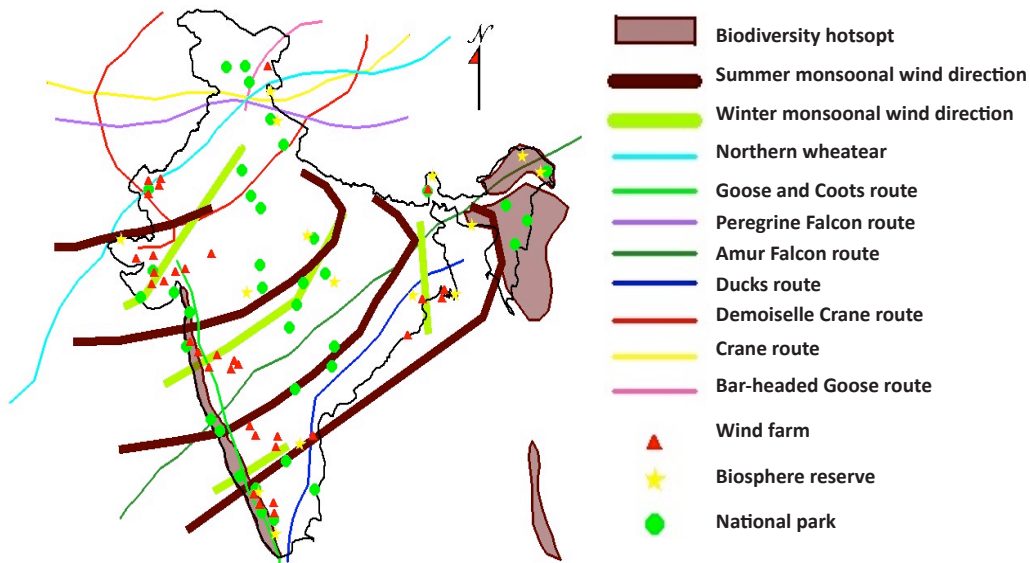 N
Biodiversity hotsopt
Summer monsoonal wind direction
Winter monsoonal wind direction
Northern wheatear
Goose and Coots route
Peregrine Falcon route
Amur Falcon route
Ducks route
Demoiselle Crane route
Crane route
Bar-headed Goose route
Wind farm
Biosphere reserve
National park